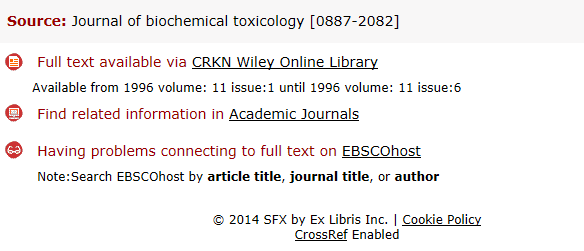 Source: Journal of biochemical toxicology [0887-2082]
Full text available via CRKN Wiley Online Library
Available from 1996 volume: 11 issue:1 until 1996 volume: 11 issue:6
Find related information in Academic Journals
Having problems connecting to full text on EBSCOhost
Note:Search EBSCOhost by article title, journal title, or author
© 2014 SFX by Ex Libris Inc. | Cookie Policy
CrossRef Enabled